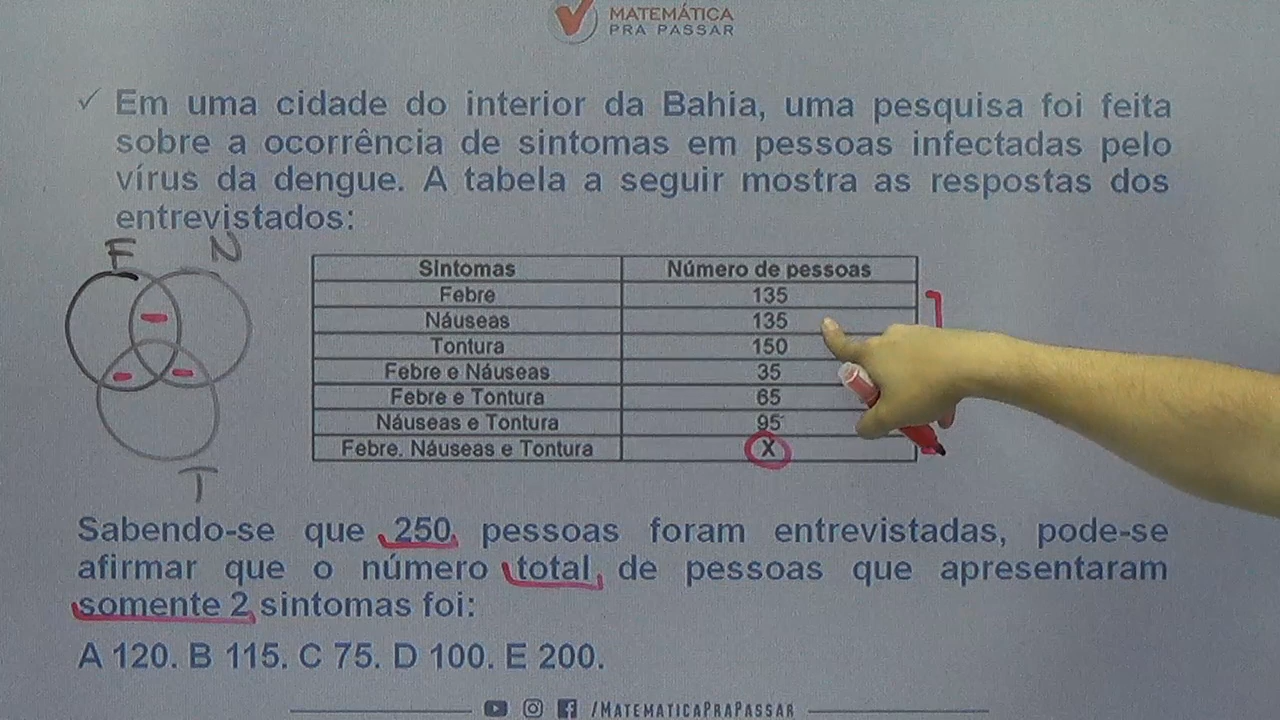 MATEMÁTICA
PRA PASSAR
✓ Em uma cidade do interior da Bahia, uma pesquisa foi feita
sobre a ocorrência de sintomas em pessoas infectadas pelo
vírus da dengue. A tabela a seguir mostra as respostas dos
entrevistados:
F N
Sintomas Número de pessoas
Febre 135
Náuseas 135
Tontura 150
Febre e Náuseas 35
Febre e Tontura 65
Náuseas e Tontura 95
Febre. Náuseas e Tontura X
T
Sabendo-se que 250 pessoas foram entrevistadas, pode-se
afirmar que o número total de pessoas que apresentaram
somente 2 sintomas foi:
A 120. B 115. C 75. D 100. E 200.
/MATEMATICAPRAPASSAR